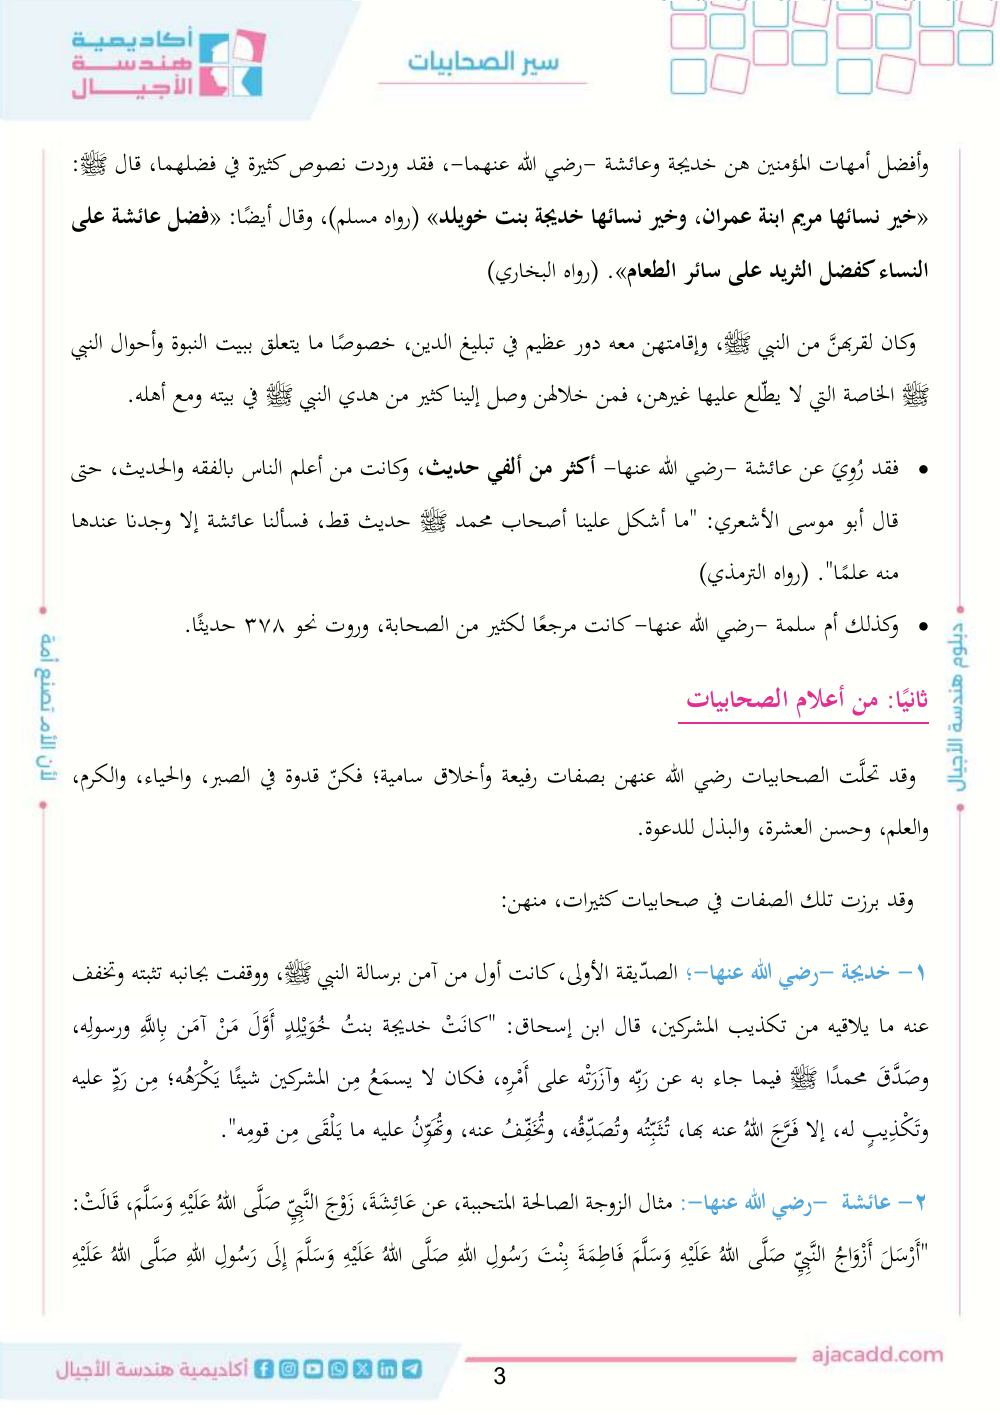 أكاديمية
هندسة
الأجيال
سير الصحابيات
وأفضل أمهات المؤمنين هن خديجة وعائشة –رضي الله عنهما–، فقد وردت نصوص كثيرة في فضلهما، قال ﷺ:
«خير نسائها مريم ابنة عمران، وخير نسائها خديجة بنت خويلد» (رواه مسلم)، وقال أيضًا: «فضل عائشة على
النساء كفضل الثريد على سائر الطعام». (رواه البخاري)
وكان لقربهنَّ من النبي ﷺ، وإقامتهن معه دور عظيم في تبليغ الدين، خصوصًا ما يتعلق ببيت النبوة وأحوال النبي
ﷺ الخاصة التي لا يطّلع عليها غيرهن، فمن خلالهن وصل إلينا كثير من هدي النبي ﷺ في بيته ومع أهله.
• فقد رُوِيَ عن عائشة –رضي الله عنها– أكثر من ألفي حديث، وكانت من أعلم الناس بالفقه والحديث، حتى
قال أبو موسى الأشعري: "ما أشكل علينا أصحاب محمد ﷺ حديث قط، فسألنا عائشة إلا وجدنا عندها
منه علمًا". (رواه الترمذي)
• وكذلك أم سلمة –رضي الله عنها– كانت مرجعًا لكثير من الصحابة، وروت نحو ٣٧٨ حديثًا.
ثانيًا: من أعلام الصحابيات
وقد تحلَّت الصحابيات رضي الله عنهن بصفات رفيعة وأخلاق سامية؛ فكنّ قدوة في الصبر، والحياء، والكرم،
والعلم، وحسن العشرة، والبذل للدعوة.
وقد برزت تلك الصفات في صحابيات كثيرات، منهن:
١– خديجة –رضي الله عنها–؛ الصدّيقة الأولى، كانت أول من آمن برسالة النبي ﷺ، ووقفت بجانبه تثبته وتخفف
عنه ما يلاقيه من تكذيب المشركين، قال ابن إسحاق: "كانَتْ خديجة بنتُ خُوَيْلِدٍ أَوَّلَ مَنْ آمَن بِاللَّهِ ورسولِه،
وصَدَّقَ محمدًا ﷺ فيما جاء به عن رَبِّه وآزَرَتْه على أَمْرِه، فكان لا يسمَعُ مِن المشركين شيئًا يَكْرَهُه؛ مِن رَدٍّ عليه
وتَكْذِيبٍ له، إلا فَرَّجَ اللهُ عنه بها، تُثَبِّتُه وتُصَدِّقُه، وتُخَفِّفُ عنه، وتُهَوِّنُ عليه ما يَلْقَى مِن قومِه".
٢– عائشة –رضي الله عنها–: مثال الزوجة الصالحة المتحببة، عن عَائِشَةَ، زَوْجَ النَّبِيِّ صَلَّى اللهُ عَلَيْهِ وَسَلَّمَ، قَالَتْ:
"أَرْسَلَ أَزْوَاجُ النَّبِيِّ صَلَّى اللهُ عَلَيْهِ وَسَلَّمَ فَاطِمَةَ بِنْتَ رَسُولِ اللهِ صَلَّى اللهُ عَلَيْهِ وَسَلَّمَ إِلَى رَسُولِ اللهِ صَلَّى اللهُ عَلَيْهِ
دبلوم هندسة الأجيال
لأن الأمـ تصنع أمة
ajacadd.com
3
أكاديمية هندسة الأجيال